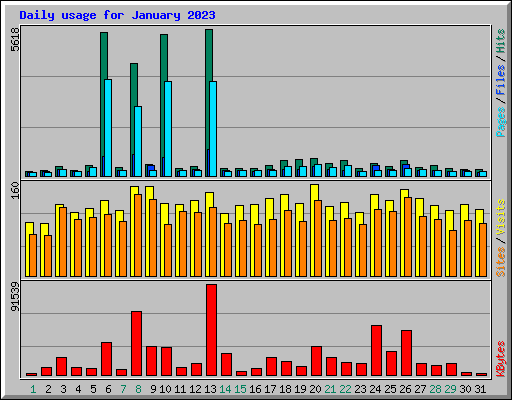 Daily usage for January 2023
5618
Pages / Files / Hits
160
Sites / Visits
91539
KBytes
1 2 3 4 5 6 7 8 9 10 11 12 13 14 15 16 17 18 19 20 21 22 23 24 25 26 27 28 29 30 31